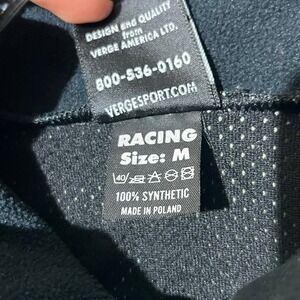 DESIGN and QUALITY
from
VERGE AMERICA LTD.
800-536-0160
VERGESPORT.COM
RACING
Size: M
40
100% SYNTHETIC
MADE IN POLAND